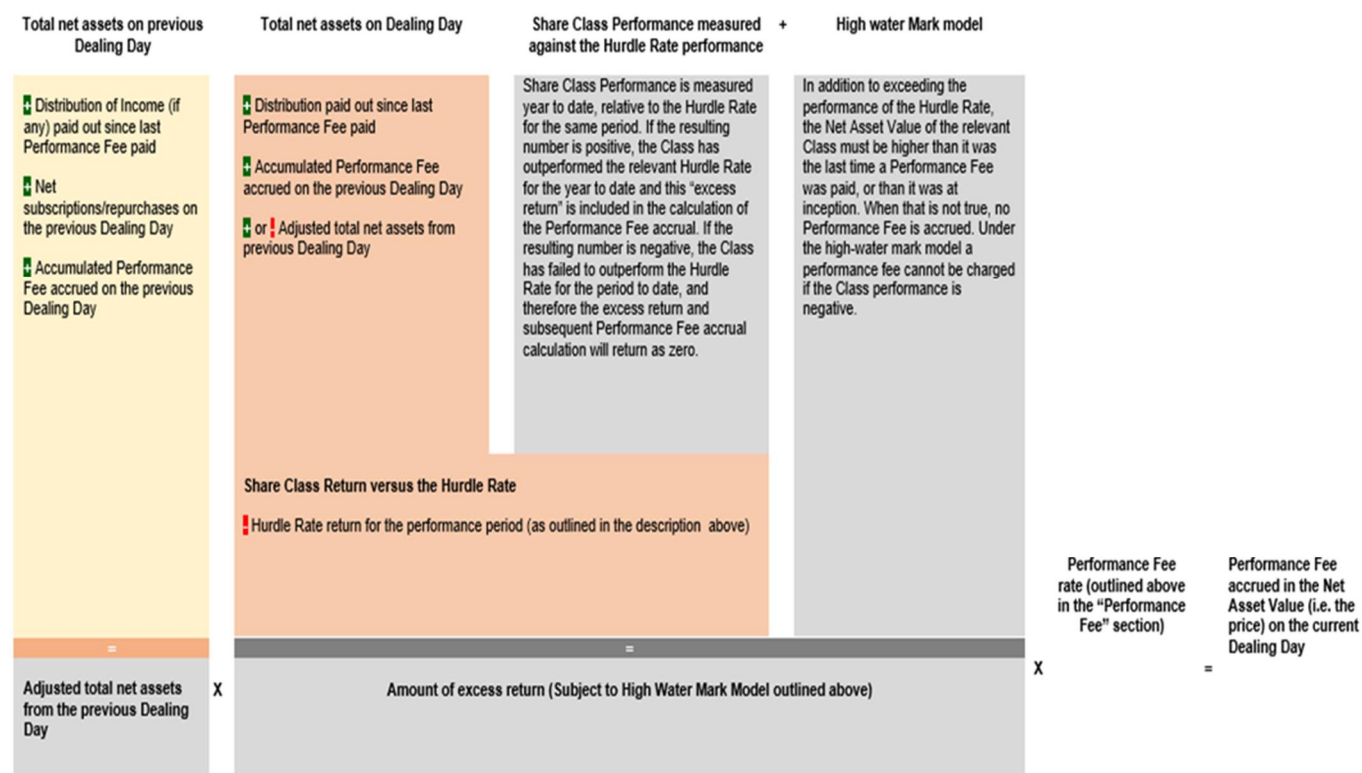 Total net assets on previous
Dealing Day
+ Distribution of Income (if
any) paid out since last
Performance Fee paid
+ Net
subscriptions/repurchases on
the previous Dealing Day
+ Accumulated Performance
Fee accrued on the previous
Dealing Day
=
Adjusted total net assets
from the previous Dealing
Day
X
Total net assets on Dealing Day
+ Distribution paid out since last
Performance Fee paid
+ Accumulated Performance Fee
accrued on the previous Dealing Day
+ or ! Adjusted total net assets from
previous Dealing Day
Share Class Performance measured
against the Hurdle Rate performance
Share Class Performance is measured
year to date, relative to the Hurdle Rate
for the same period. If the resulting
number is positive, the Class has
outperformed the relevant Hurdle Rate
for the year to date and this “excess
return” is included in the calculation of
the Performance Fee accrual. If the
resulting number is negative, the Class
has failed to outperform the Hurdle
Rate for the period to date, and
therefore the excess return and
subsequent Performance Fee accrual
calculation will return as zero.
+
High water Mark model
In addition to exceeding the
performance of the Hurdle Rate,
the Net Asset Value of the relevant
Class must be higher than it was
the last time a Performance Fee
was paid, or than it was at
inception. When that is not true, no
Performance Fee is accrued. Under
the high-water mark model a
performance fee cannot be charged
if the Class performance is
negative.
Share Class Return versus the Hurdle Rate
! Hurdle Rate return for the performance period (as outlined in the description above)
=
Amount of excess return (Subject to High Water Mark Model outlined above)
X
Performance Fee
rate (outlined above
in the “Performance
Fee” section)
=
Performance Fee
accrued in the Net
Asset Value (i.e. the
price) on the current
Dealing Day